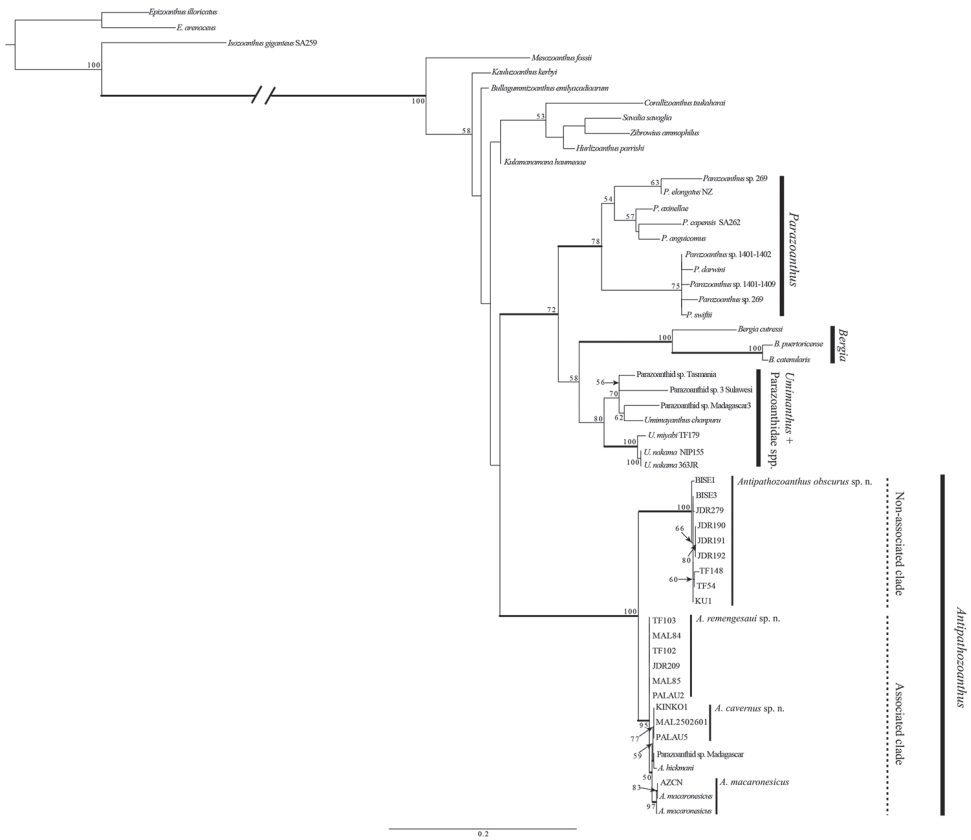 Epizoanthus illoricatus
E. arenaceus
Isozoanthus giganteus SA259
100
100
Mesozoanthus fossii
Kauluzoanthus kerbyi
58
Bullagummizoanthus emilyacadiaarum
Corallizoanthus tsukaharai
53
Savalia savaglia
Zibrowius ammophilus
Hurlizoanthus parrishi
Kulamanamana haumeaae
Parazoanthus sp. 269
63
P. elongatus NZ
54
P. axinellae
57
P. capensis SA262
P. anguicomus
78
Parazoanthus sp. 1401-1402
P. darwini
75
Parazoanthus sp. 1401-1409
Parazoanthus sp. 269
P. swiftii
Parazoanthus
72
Bergia cutressi
100
100
B. puertoricense
B. catenularis
Bergia
58
Parazoanthid sp. Tasmania
56
Parazoanthid sp. 3 Sulawesi
70
Parazoanthid sp. Madagascar3
62
Umimayanthus chanpuru
80
U. miyabi TF179
100
U. nakama NIP155
100
U. nakama 363JR
Umimanthus +
Parazoanthidae spp.
BISE1
Antipathozoanthus obscurus sp. n.
BISE3
100
JDR279
JDR190
66
JDR191
80
JDR192
TF148
60
TF54
KU1
Non-associated clade
100
TF103
A. remengesaui sp. n.
MAL84
TF102
JDR209
MAL85
PALAU2
KINKO1
A. cavernus sp. n.
95
MAL2502601
77
PALAU5
59
Parazoanthid sp. Madagascar
A. hickmani
50
AZCN
A. macaronesicus
83
A. macaronesicus
97
A. macaronesicus
Associated clade
Antipathozoanthus
0.2